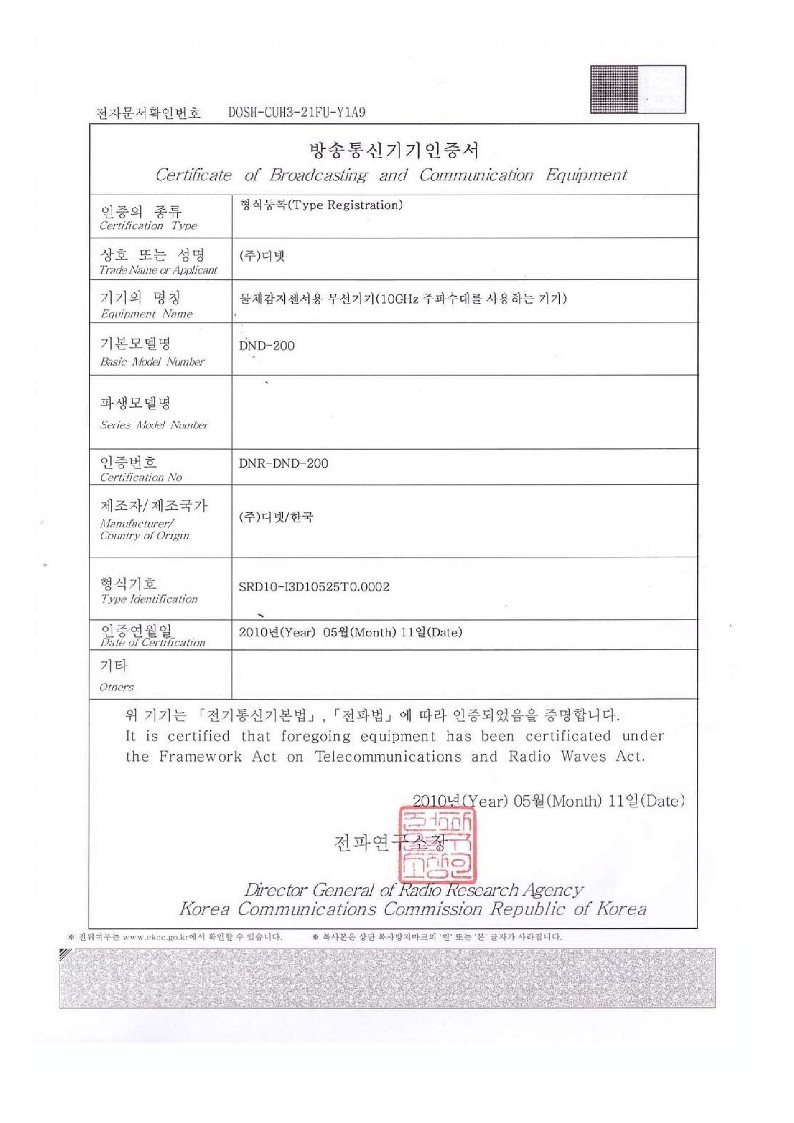 전자문서확인번호 DOSH-CUH3-21FU-Y1A9
방송통신기기인증서
Certificate of Broadcasting and Communication Equipment
인증의 종류
Certification Type
형식등록(Type Registration)
상호 또는 성명
Trade Name or Applicant
(주)디넷
기기의 명칭
Equipment Name
물체감지센서용 무선기기(10GHz 주파수대를 사용하는 기기)
기본모델명
Basic Model Number
DND-200
파생모델명
Series Model Number
인증번호
Certification No
DNR-DND-200
제조자/제조국가
Manufacturer/
Country of Origin
(주)디넷/한국
형식기호
Type Identification
SRD10-I3D10525T0.0002
인증연월일
Date of Certification
2010년(Year) 05월(Month) 11일(Date)
기타
Others
위 기기는 「전기통신기본법」,「전파법」에 따라 인증되었음을 증명합니다.
It is certified that foregoing equipment has been certificated under
the Framework Act on Telecommunications and Radio Waves Act.
2010년(Year) 05월(Month) 11일(Date)
전파연구소장
Director General of Radio Research Agency
Korea Communications Commission Republic of Korea
※ 진위여부는 www.ekcc.go.kr에서 확인할 수 있습니다. ※ 복사본은 상단 복사방지마크의 '원' 또는 '본' 글자가 사라집니다.